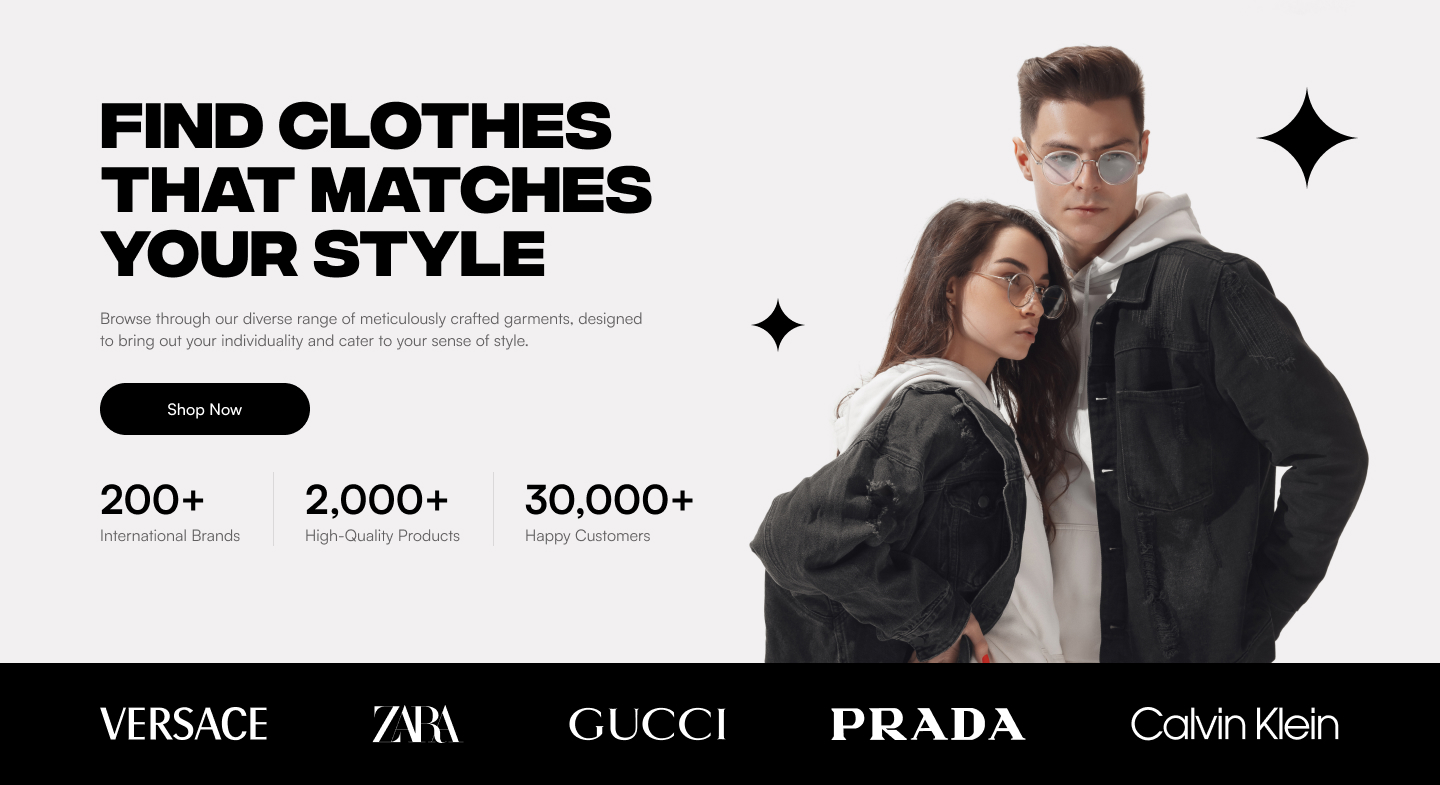 FIND CLOTHES
THAT MATCHES
YOUR STYLE
Browse through our diverse range of meticulously crafted garments, designed
to bring out your individuality and cater to your sense of style.
Shop Now
200+
International Brands
2,000+
High-Quality Products
30,000+
Happy Customers
VERSACE
ZARA
GUCCI
PRADA
Calvin Klein